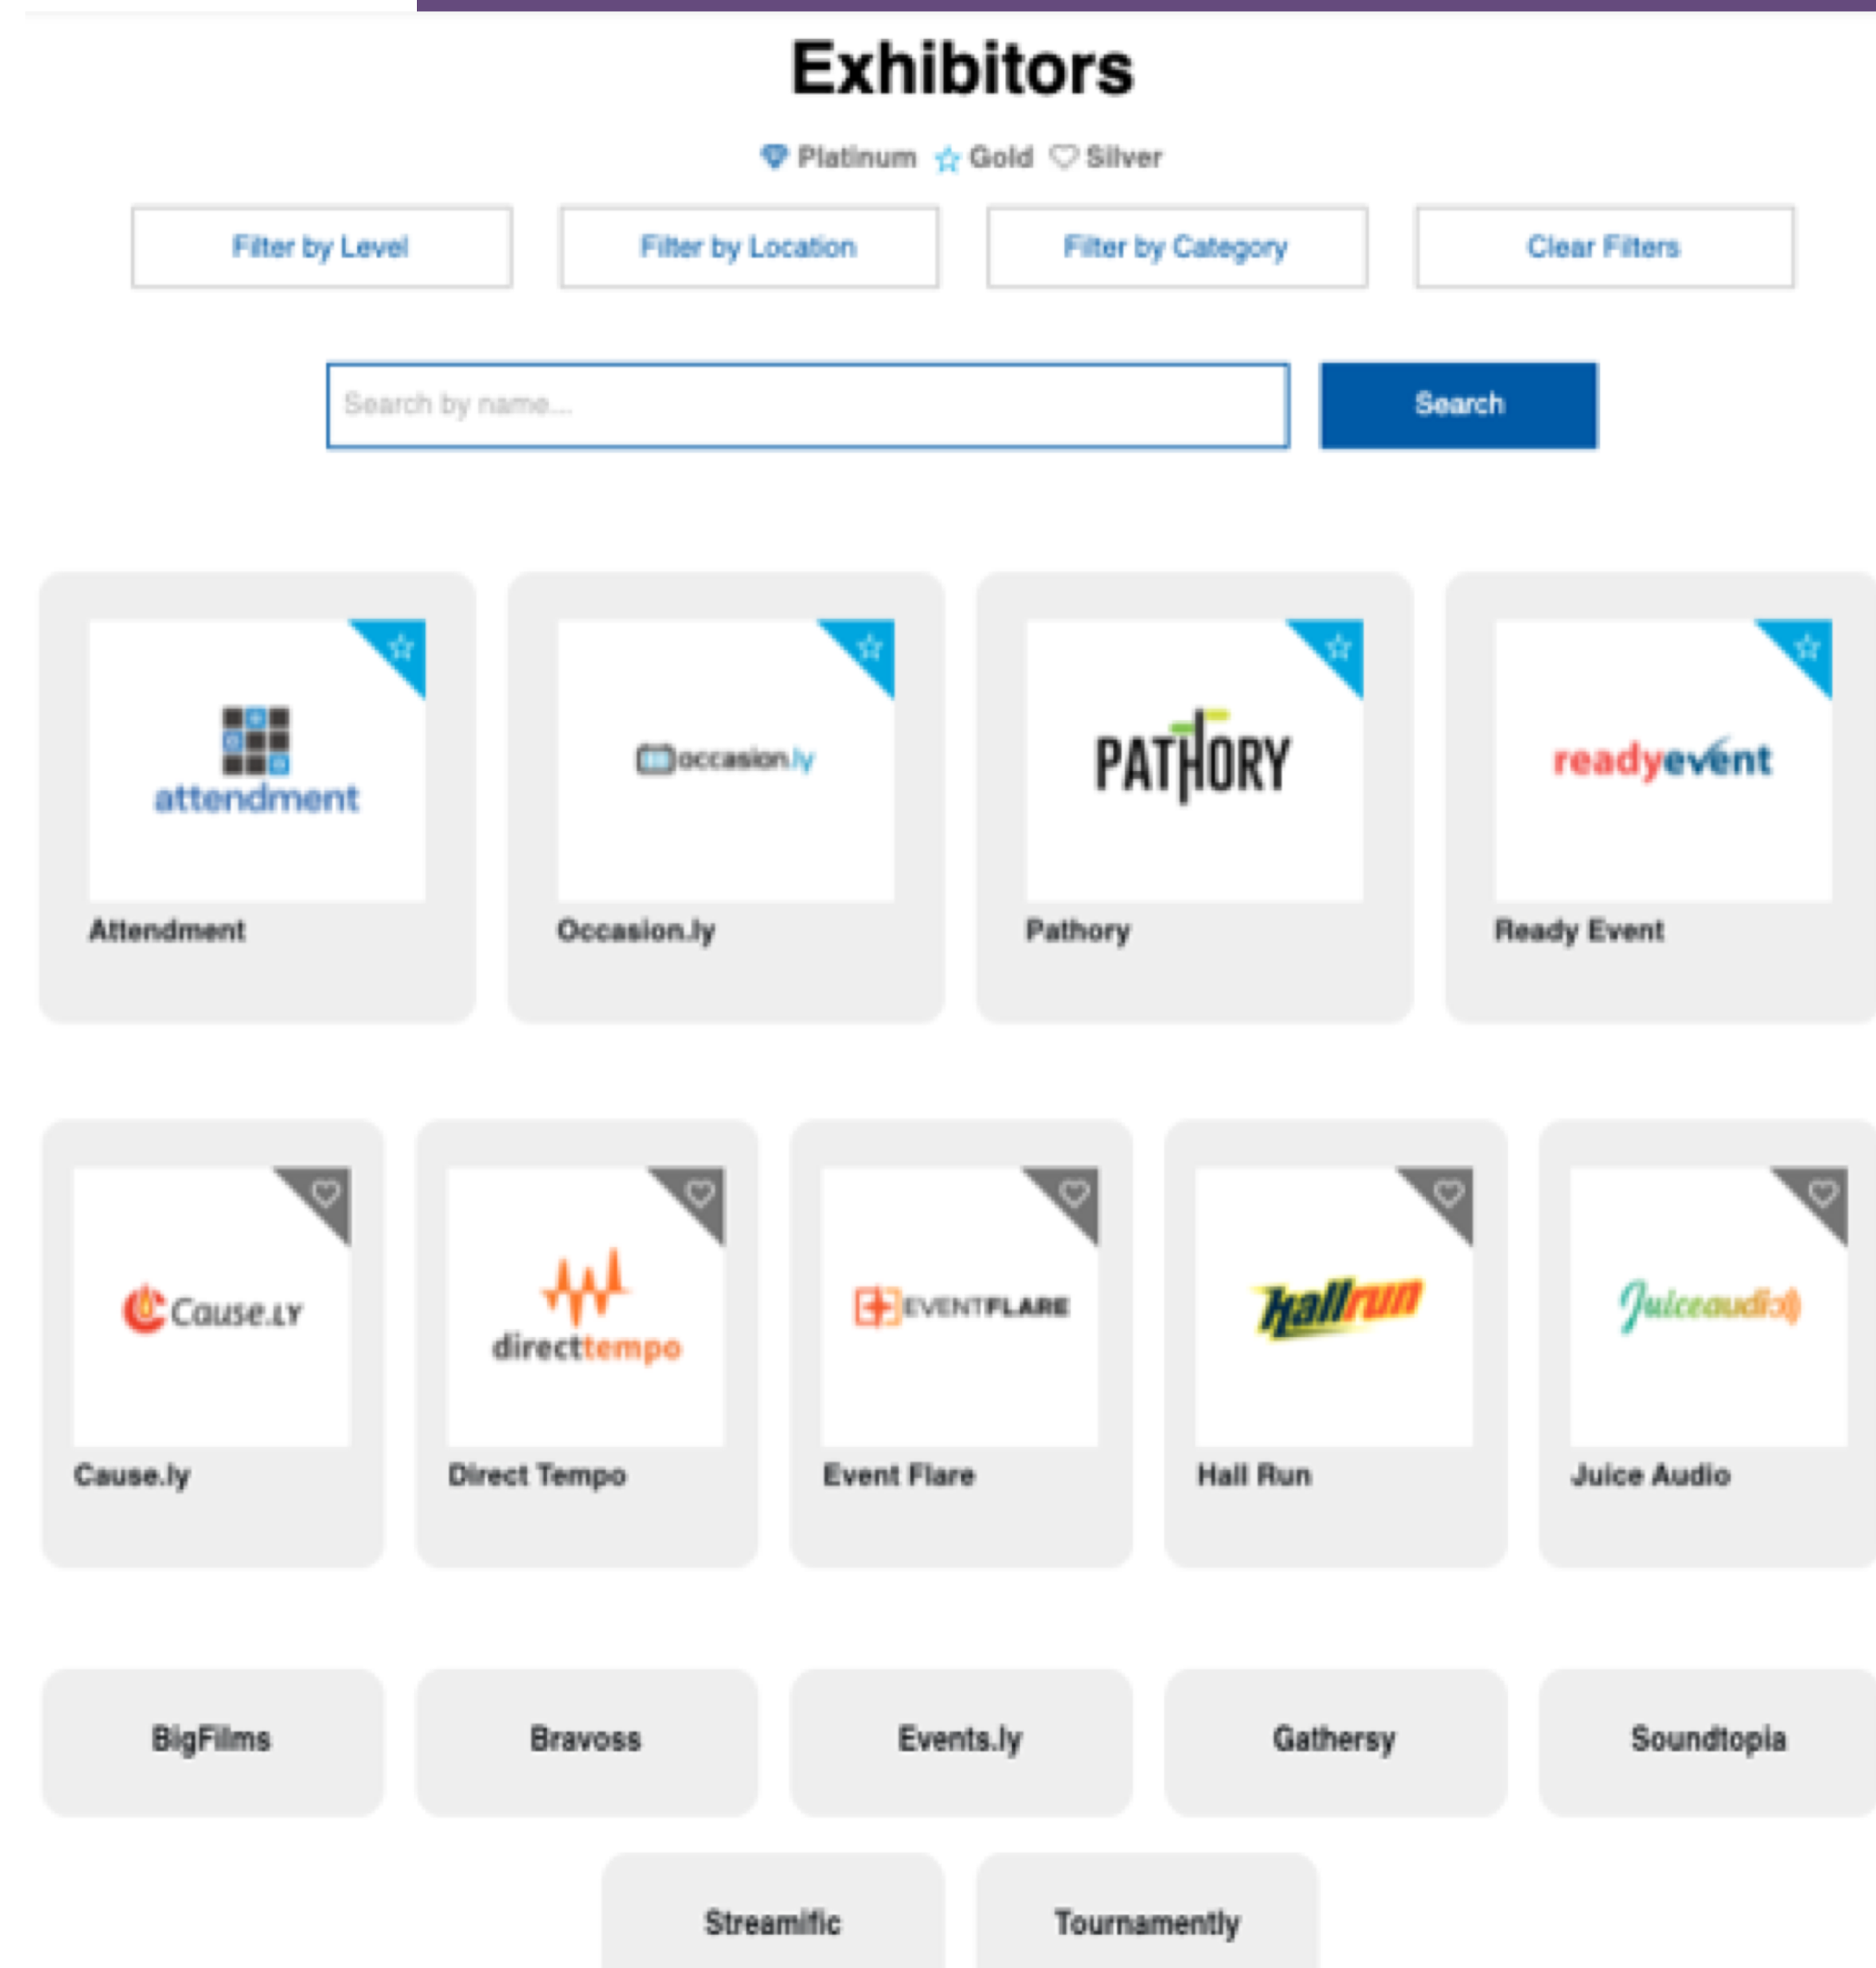 Exhibitors
Platinum Gold Silver
Filter by Level Filter by Location Filter by Category Clear Filters
Search by name... Search
attendment occasion.ly PATHORY readyevent
Attendment Occasion.ly Pathory Ready Event
Cause.LY directtempo EVENTFLARE Hallrun Juiceaudio
Cause.ly Direct Tempo Event Flare Hall Run Juice Audio
BigFilms Bravoss Events.ly Gathersy Soundtopia
Streamific Tournamently